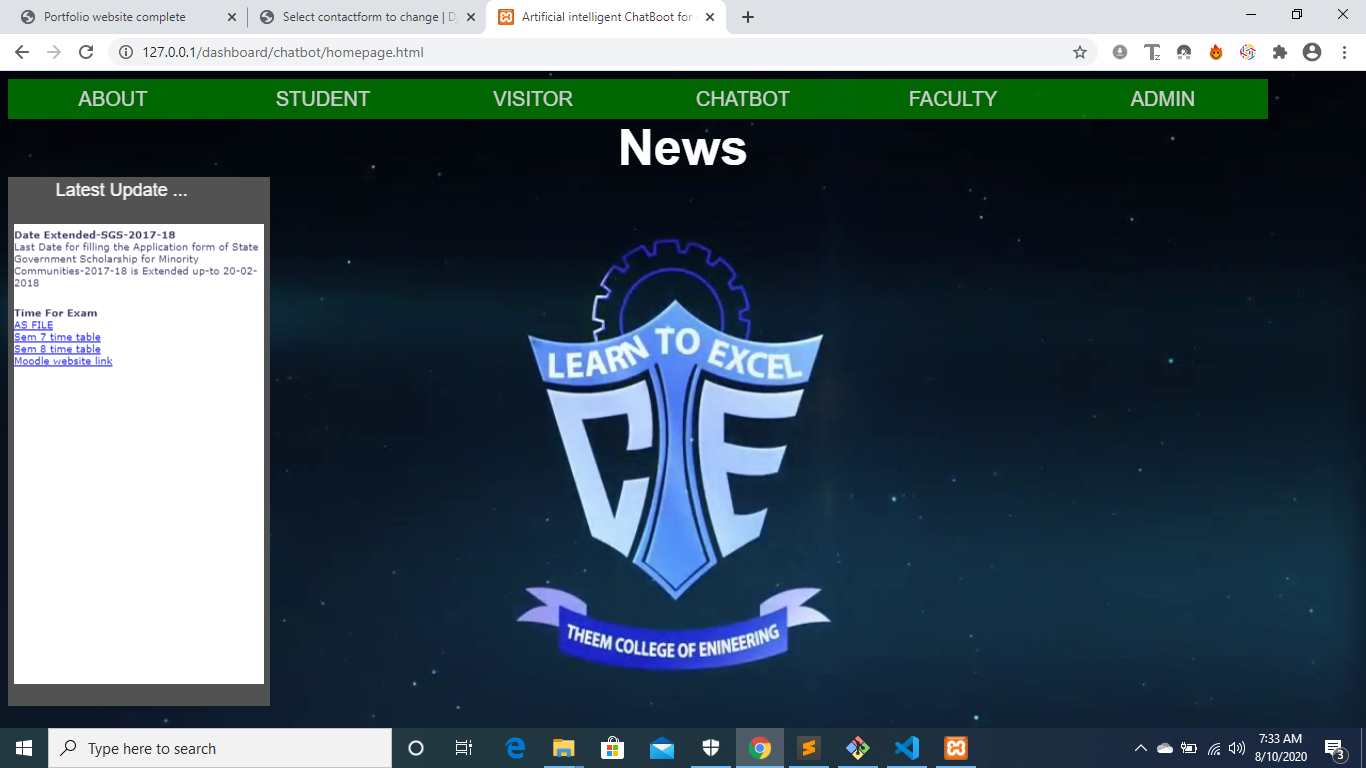 Portfolio website complete
Select contactform to change | D
Artificial intelligent ChatBoot for
127.0.0.1/dashboard/chatbot/homepage.html
ABOUT STUDENT VISITOR CHATBOT FACULTY ADMIN
News
Latest Update ...
Date Extended-SGS-2017-18
Last Date for filling the Application form of State
Government Scholarship for Minority
Communities-2017-18 is Extended up-to 20-02-
2018
Time For Exam
AS FILE
Sem 7 time table
Sem 8 time table
Moodle website link
LEARN TO EXCEL
CTE
THEEM COLLEGE OF ENINEERING
Type here to search
7:33 AM
8/10/2020
3